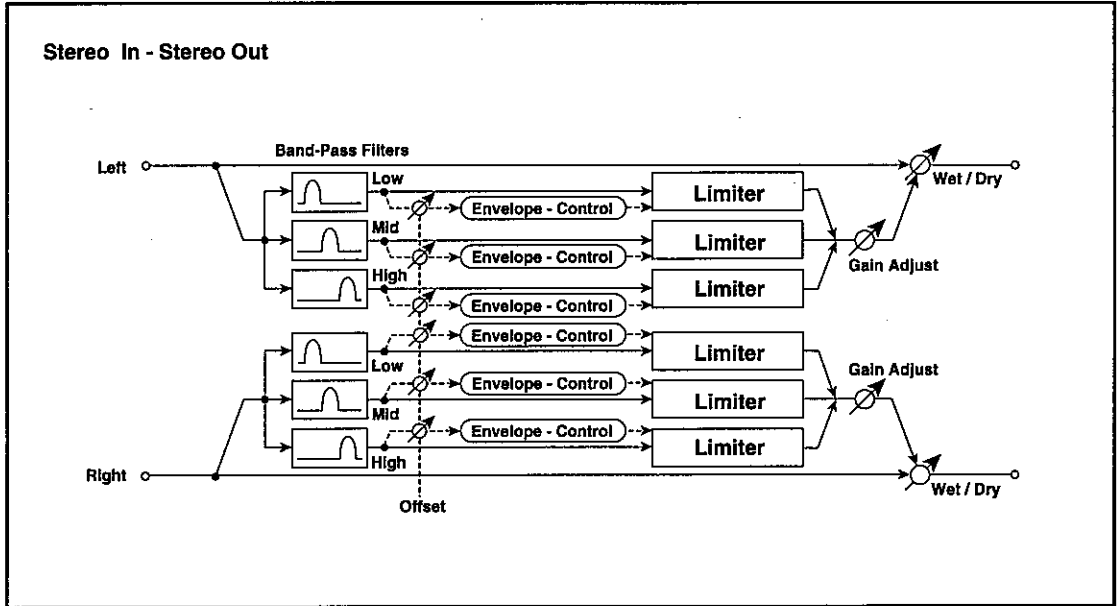 Stereo In - Stereo Out
Band-Pass Filters
Left
Low
Limiter
Wet / Dry
Envelope - Control
Mid
Limiter
Envelope - Control
Gain Adjust
High
Limiter
Envelope - Control
Envelope - Control
Limiter
Low
Gain Adjust
Envelope - Control
Limiter
Mid
Envelope - Control
Limiter
High
Right
Wet / Dry
Offset